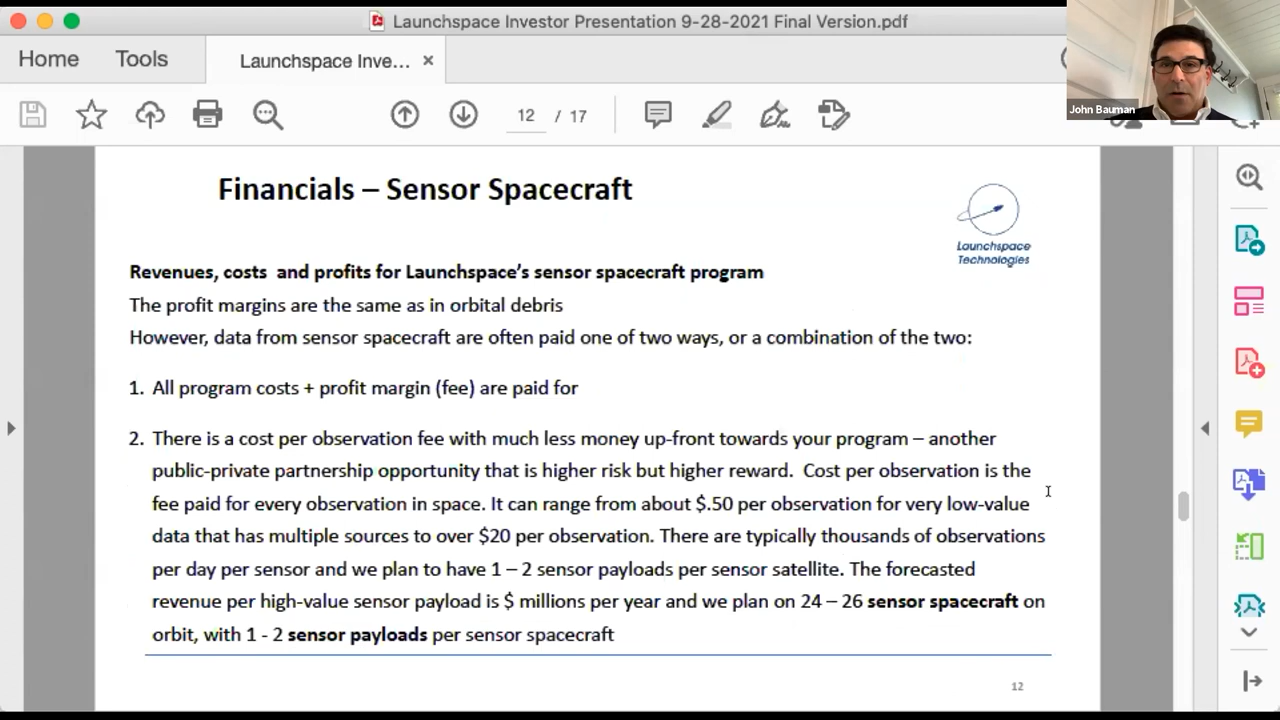 Launchspace Investor Presentation 9-28-2021 Final Version.pdf
Home
Tools
Launchspace Inve... ×
12 / 17
John Bauman
Financials – Sensor Spacecraft
Launchspace
Technologies
Revenues, costs and profits for Launchspace's sensor spacecraft program
The profit margins are the same as in orbital debris
However, data from sensor spacecraft are often paid one of two ways, or a combination of the two:
1. All program costs + profit margin (fee) are paid for
2. There is a cost per observation fee with much less money up-front towards your program – another
public-private partnership opportunity that is higher risk but higher reward. Cost per observation is the
fee paid for every observation in space. It can range from about $.50 per observation for very low-value
data that has multiple sources to over $20 per observation. There are typically thousands of observations
per day per sensor and we plan to have 1 – 2 sensor payloads per sensor satellite. The forecasted
revenue per high-value sensor payload is $ millions per year and we plan on 24 – 26 sensor spacecraft on
orbit, with 1 - 2 sensor payloads per sensor spacecraft
12